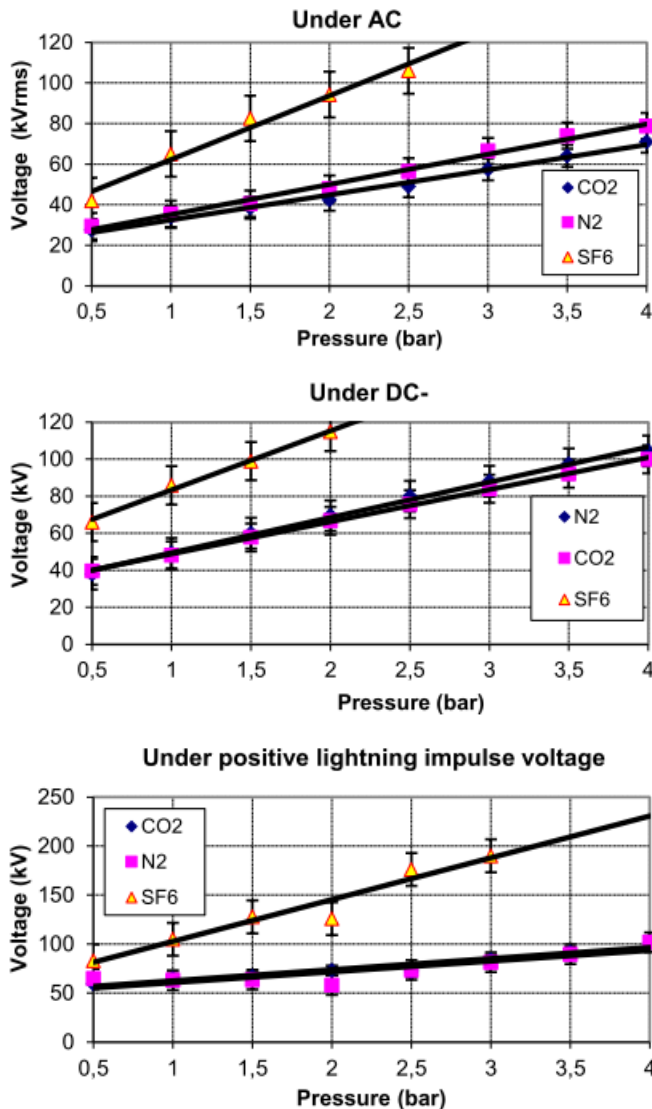 Under AC
Voltage (kVrms)
120
100
80
60
40
20
0
CO2
N2
SF6
0,5 1 1,5 2 2,5 3 3,5 4
Pressure (bar)
Under DC-
Voltage (kV)
120
100
80
60
40
20
0
N2
CO2
SF6
0,5 1 1,5 2 2,5 3 3,5 4
Pressure (bar)
Under positive lightning impulse voltage
Voltage (kV)
250
200
150
100
50
0
CO2
N2
SF6
0,5 1 1,5 2 2,5 3 3,5 4
Pressure (bar)